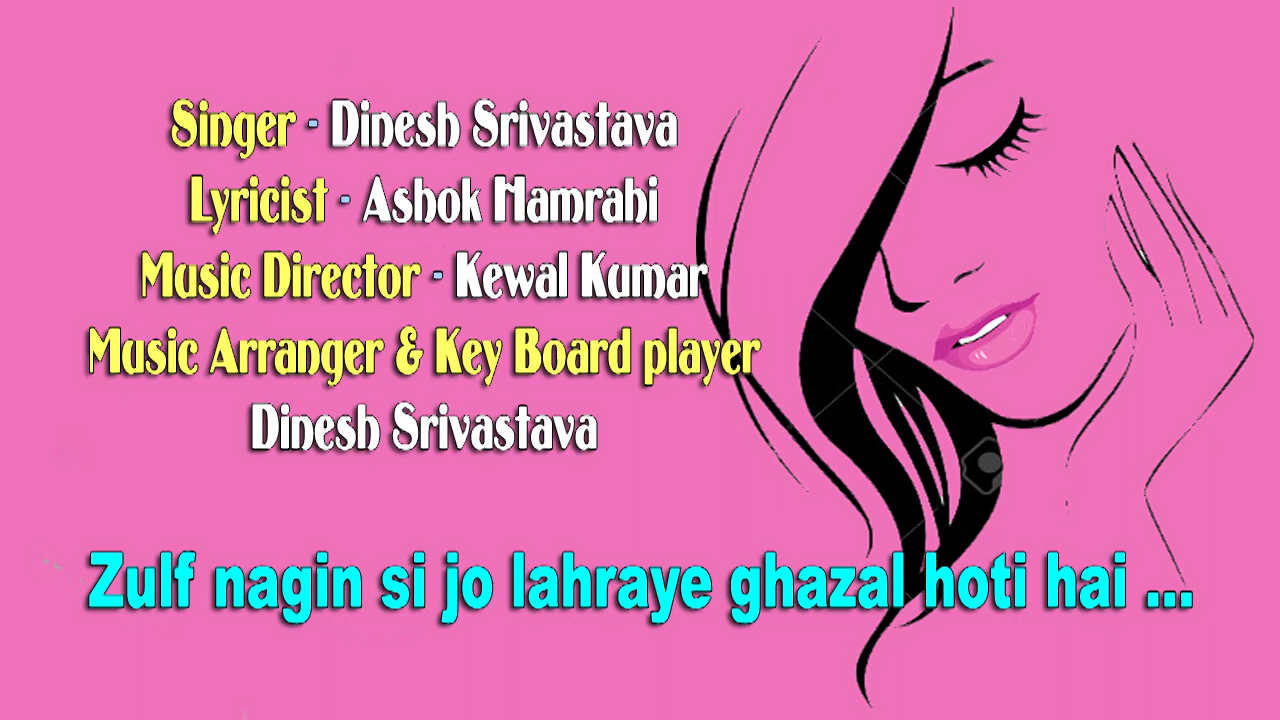 Singer - Dinesh Srivastava
Lyricist - Ashok Hamrahi
Music Director - Kewal Kumar
Music Arranger & Key Board player
Dinesh Srivastava
Zulf nagin si jo lahraye ghazal hoti hai ...